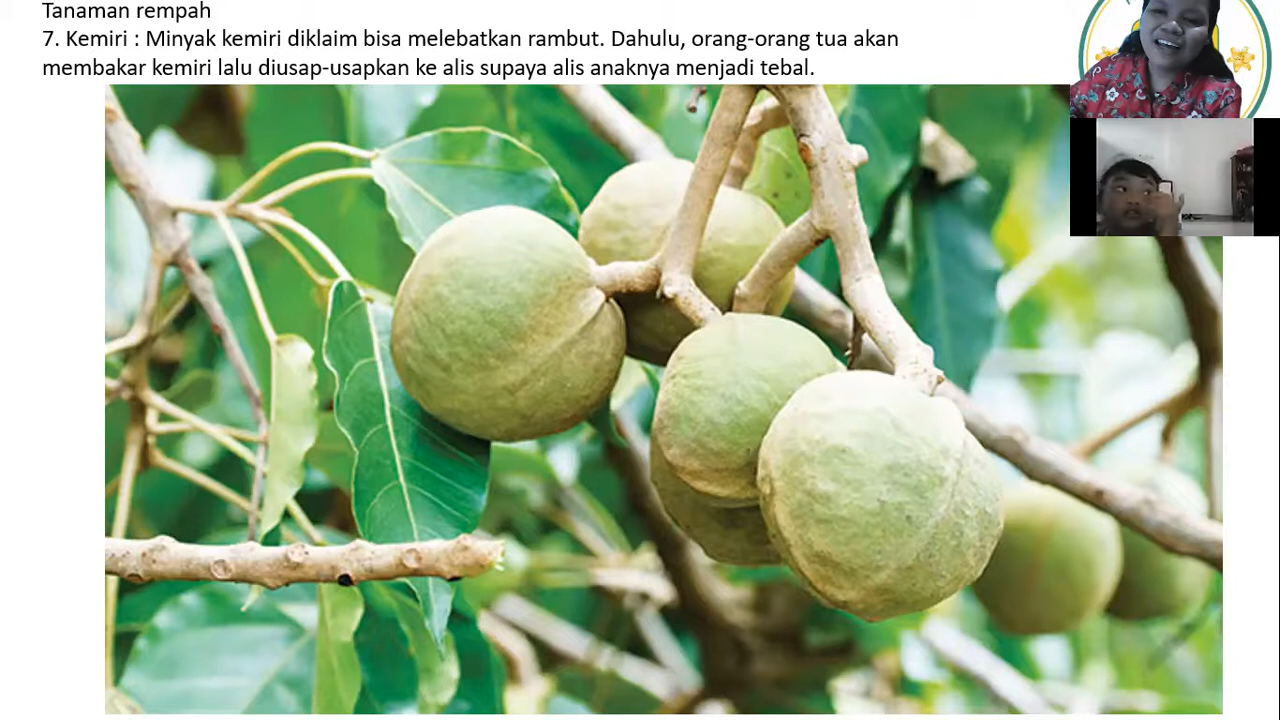 Tanaman rempah
7. Kemiri : Minyak kemiri diklaim bisa melebatkan rambut. Dahulu, orang-orang tua akan
membakar kemiri lalu diusap-usapkan ke alis supaya alis anaknya menjadi tebal.